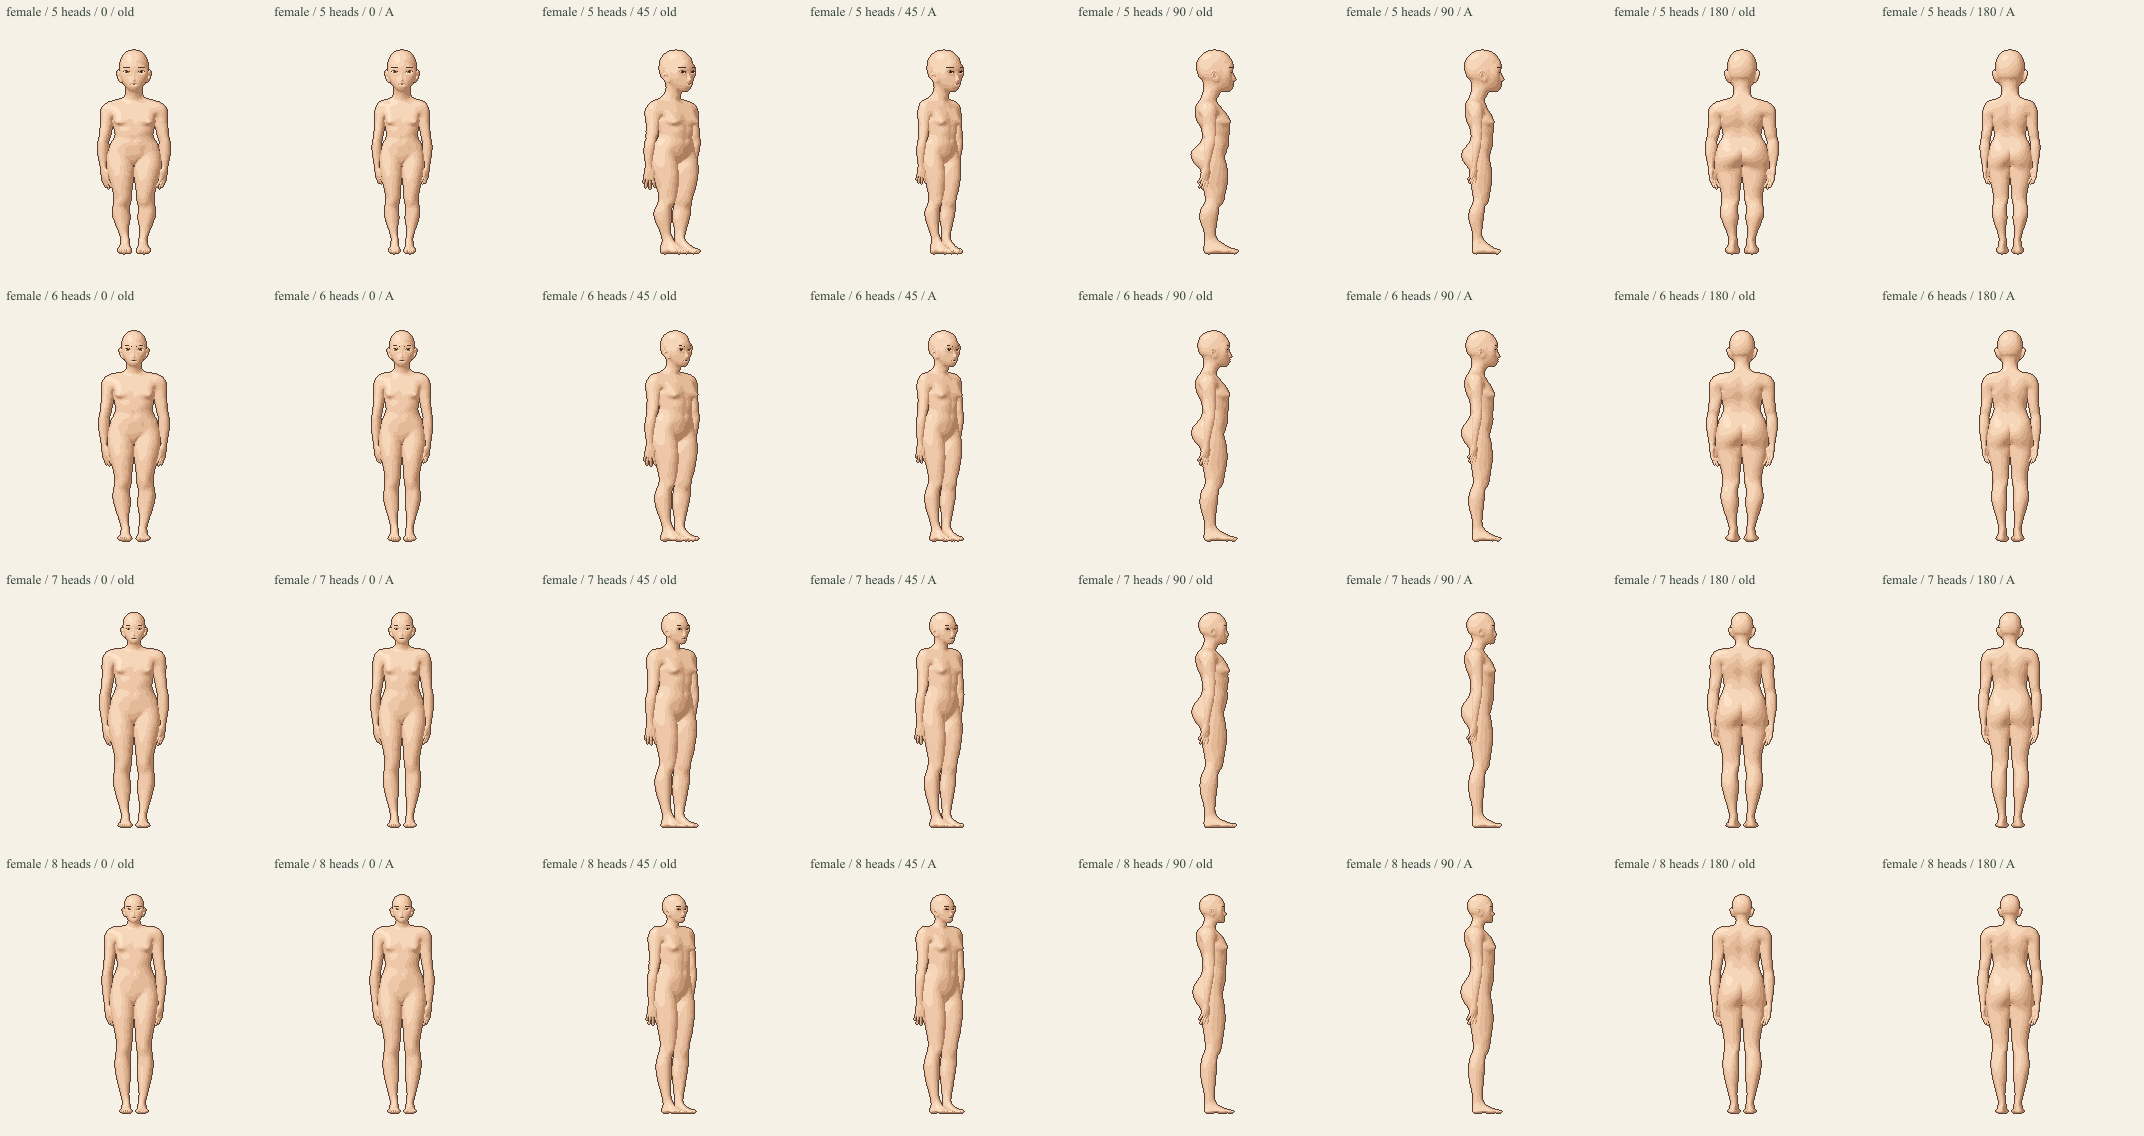 female / 5 heads / 0 / old
female / 5 heads / 0 / A
female / 5 heads / 45 / old
female / 5 heads / 45 / A
female / 5 heads / 90 / old
female / 5 heads / 90 / A
female / 5 heads / 180 / old
female / 5 heads / 180 / A
female / 6 heads / 0 / old
female / 6 heads / 0 / A
female / 6 heads / 45 / old
female / 6 heads / 45 / A
female / 6 heads / 90 / old
female / 6 heads / 90 / A
female / 6 heads / 180 / old
female / 6 heads / 180 / A
female / 7 heads / 0 / old
female / 7 heads / 0 / A
female / 7 heads / 45 / old
female / 7 heads / 45 / A
female / 7 heads / 90 / old
female / 7 heads / 90 / A
female / 7 heads / 180 / old
female / 7 heads / 180 / A
female / 8 heads / 0 / old
female / 8 heads / 0 / A
female / 8 heads / 45 / old
female / 8 heads / 45 / A
female / 8 heads / 90 / old
female / 8 heads / 90 / A
female / 8 heads / 180 / old
female / 8 heads / 180 / A